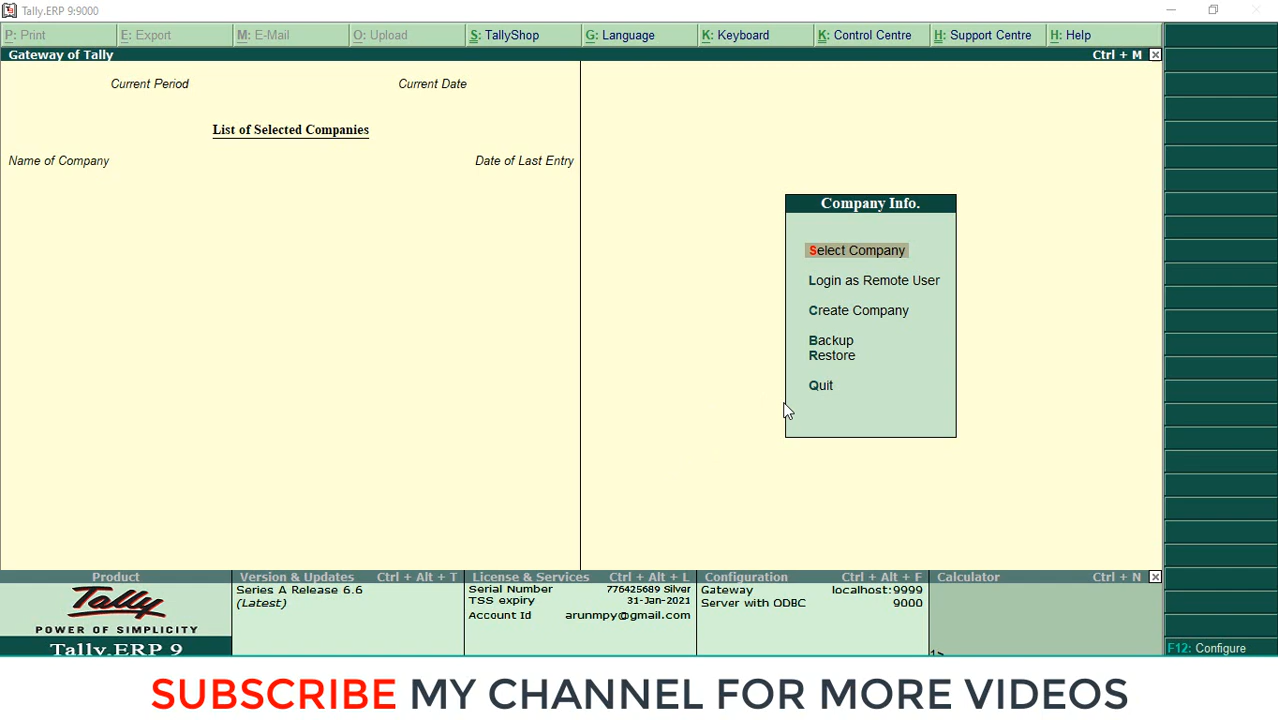 Tally.ERP 9:9000
P: Print
E: Export
M: E-Mail
O: Upload
S: TallyShop
G: Language
K: Keyboard
K: Control Centre
H: Support Centre
H: Help
Gateway of Tally
Ctrl + M
Current Period
Current Date
List of Selected Companies
Name of Company
Date of Last Entry
Company Info.
Select Company
Login as Remote User
Create Company
Backup
Restore
Quit
Product
Tally
POWER OF SIMPLICITY
Tally.ERP 9
Version & Updates Ctrl + Alt + T
Series A Release 6.6
(Latest)
License & Services Ctrl + Alt + L
Serial Number 776425689 Silver
TSS expiry 31-Jan-2021
Account Id arunmpy@gmail.com
Configuration Ctrl + Alt + F
Gateway localhost:9999
Server with ODBC 9000
Calculator Ctrl + N
1>
F12: Configure
SUBSCRIBE MY CHANNEL FOR MORE VIDEOS